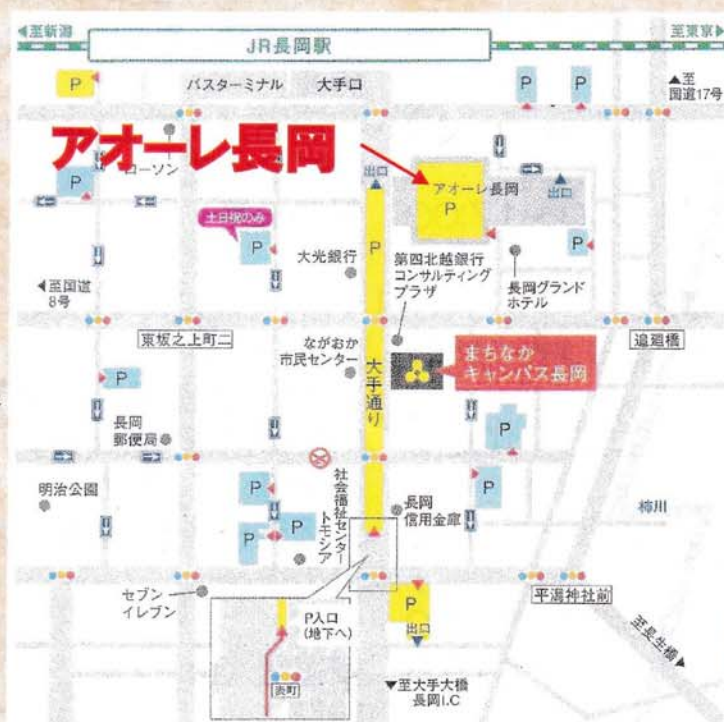 ◀至新潟
JR長岡駅
至東京▶
P
バスターミナル
大手口
P
P
▲至
国道17号
アオーレ長岡
ローソン
P
出口
アオーレ長岡
P
出口
土日祝のみ
P
P
大光銀行
第四北越銀行
コンサルティング
プラザ
長岡グランド
ホテル
P
◀至国道
8号
東坂之上町二
ながおか
市民センター
大手通り
まちなか
キャンパス長岡
追廻橋
P
長岡
郵便局
P
明治公園
P
社会福祉センター
トモシア
長岡
信用金庫
P
柿川
P
P
セブン
イレブン
P入口
(地下へ)
表町
P
出口
平潟神社前
至長生橋▶
▼至大手大橋
長岡I.C